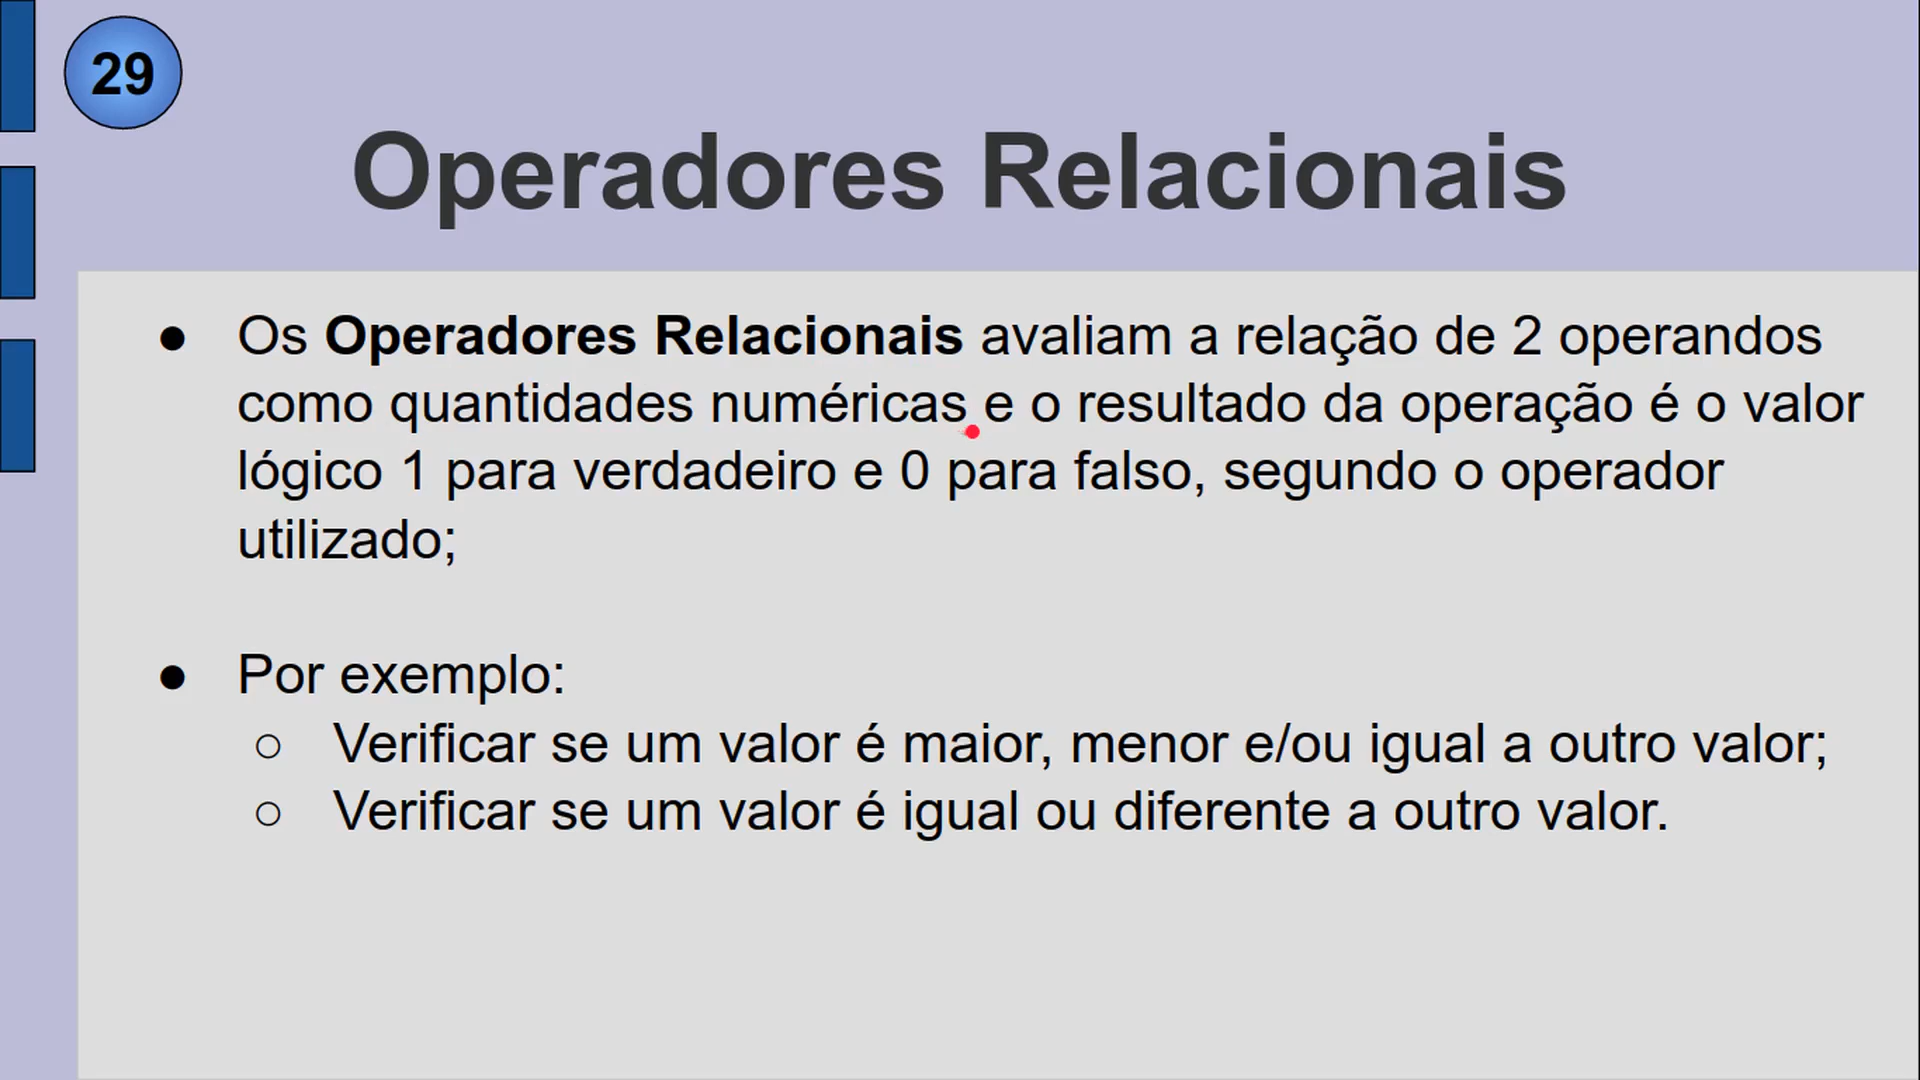 29
Operadores Relacionais
● Os Operadores Relacionais avaliam a relação de 2 operandos
como quantidades numéricas e o resultado da operação é o valor
lógico 1 para verdadeiro e 0 para falso, segundo o operador
utilizado;
● Por exemplo:
○ Verificar se um valor é maior, menor e/ou igual a outro valor;
○ Verificar se um valor é igual ou diferente a outro valor.